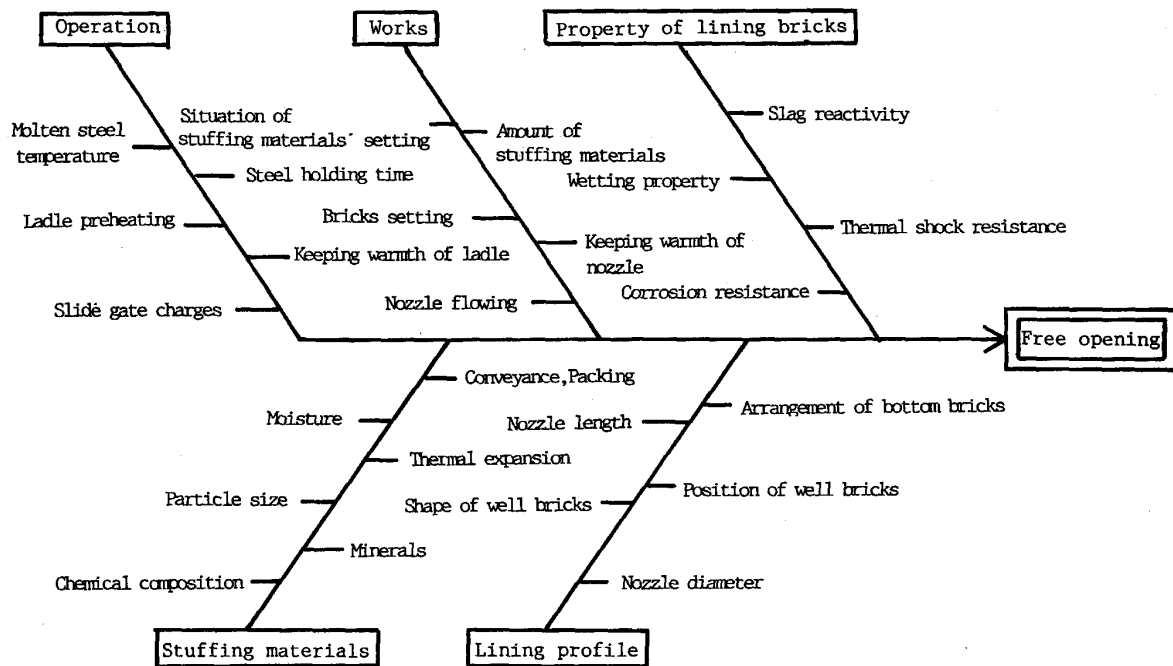 Operation
Works
Property of lining bricks
Molten steel
temperature
Steel holding time
Ladle preheating
Keeping warmth of ladle
Slide gate charges
Situation of
stuffing materials' setting
Amount of
stuffing materials
Bricks setting
Keeping warmth of
nozzle
Nozzle flowing
Slag reactivity
Wetting property
Thermal shock resistance
Corrosion resistance
Free opening
Conveyance,Packing
Moisture
Thermal expansion
Particle size
Minerals
Chemical composition
Stuffing materials
Arrangement of bottom bricks
Nozzle length
Position of well bricks
Shape of well bricks
Nozzle diameter
Lining profile